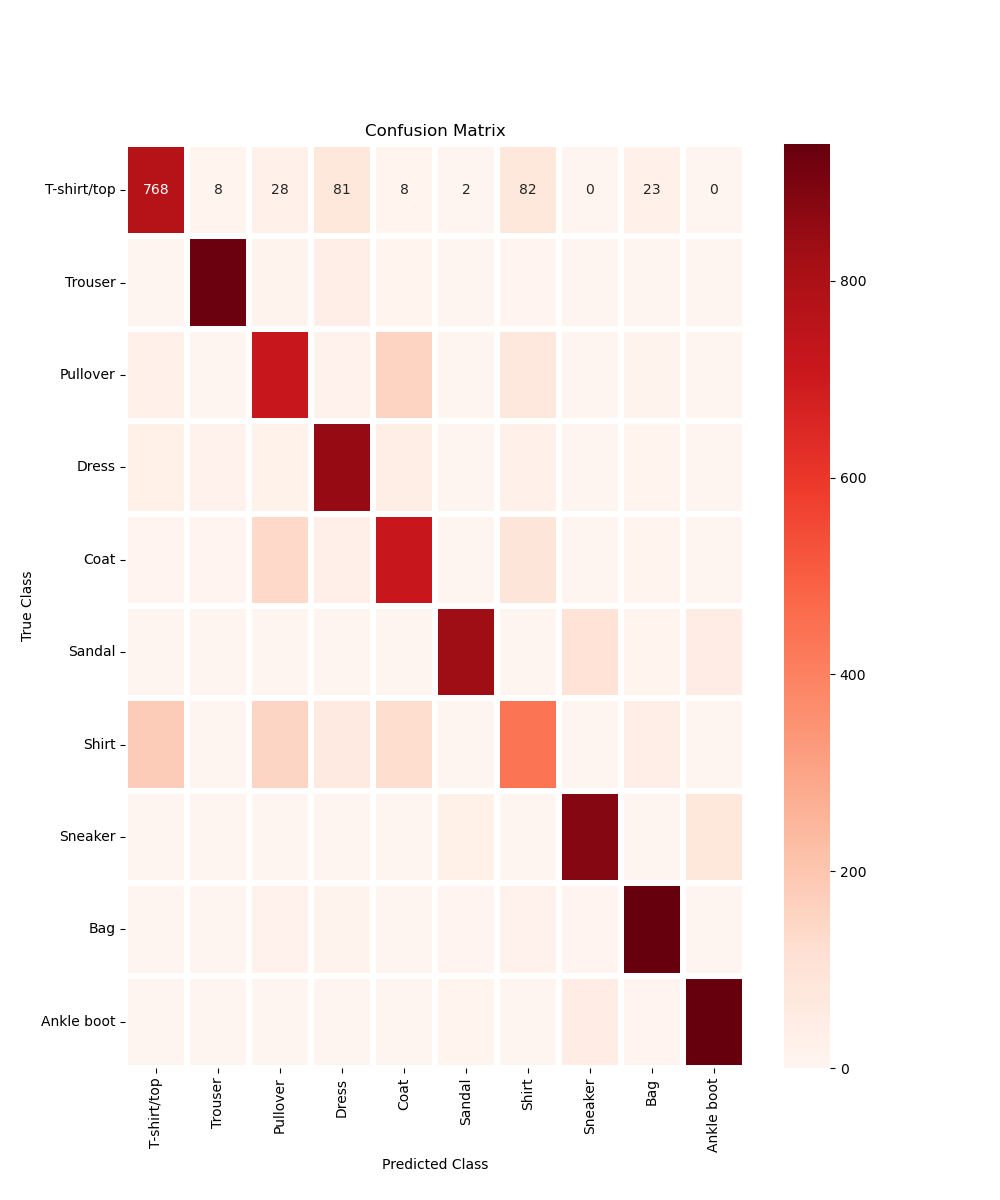 Confusion Matrix
T-shirt/top 768 8 28 81 8 2 82 0 23 0
Trouser
Pullover
Dress
Coat
Sandal
Shirt
Sneaker
Bag
Ankle boot
True Class
T-shirt/top Trouser Pullover Dress Coat Sandal Shirt Sneaker Bag Ankle boot
Predicted Class
800
600
400
200
0